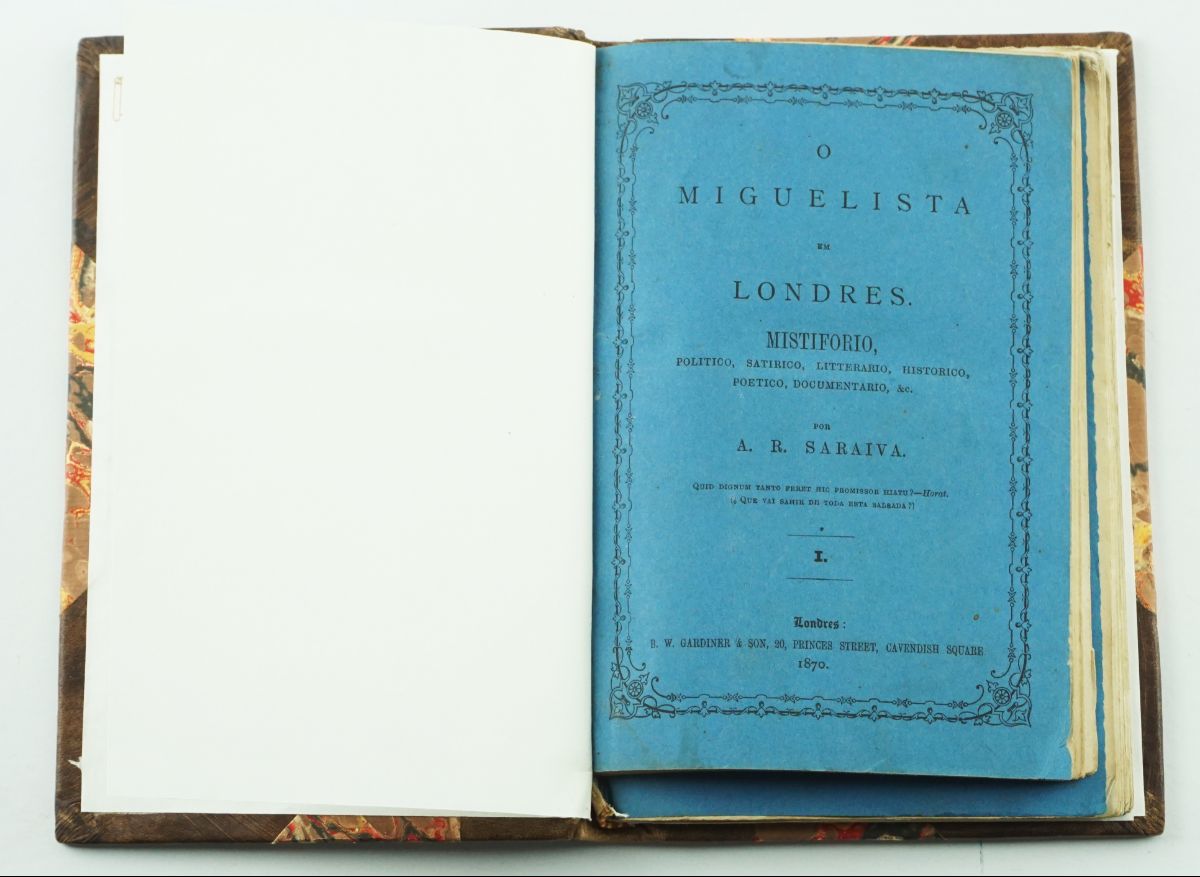 O
MIGUELISTA
EM
LONDRES.
MISTIFORIO,
POLITICO, SATIRICO, LITTERARIO, HISTORICO,
POETICO, DOCUMENTARIO, &c.
POR
A. R. SARAIVA.
QUID DIGNUM TANTO FERET HIC PROMISSOR HIATU?—Horat.
(¿ QUE VAI SAHIR DE TODA ESTA SALSADA?)
I.
Londres:
B. W. GARDINER & SON, 20, PRINCES STREET, CAVENDISH SQUARE
1870.